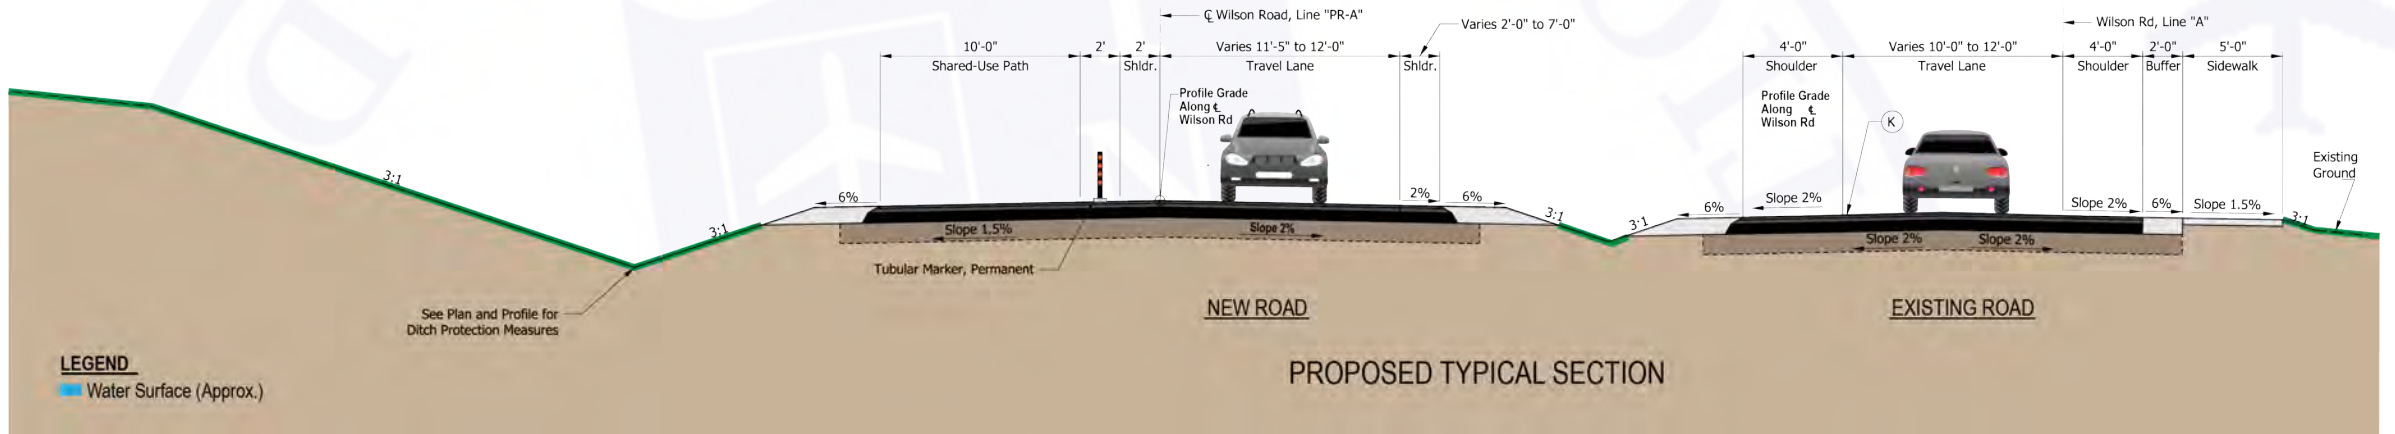 ℄ Wilson Road, Line "PR-A"
Varies 2'-0" to 7'-0"
Wilson Rd, Line "A"
10'-0"
2'
2'
Varies 11'-5" to 12'-0"
4'-0"
Varies 10'-0" to 12'-0"
4'-0"
2'-0"
5'-0"
Shared-Use Path
Shldr.
Travel Lane
Shldr.
Shoulder
Travel Lane
Shoulder
Buffer
Sidewalk
Profile Grade
Along ℄
Wilson Rd
Profile Grade
Along ℄
Wilson Rd
K
Existing
Ground
3:1
3:1
6%
2%
6%
3:1
3:1
6%
Slope 2%
Slope 2%
6%
Slope 1.5%
3:1
Slope 1.5%
Slope 2%
Slope 2%
Slope 2%
Tubular Marker, Permanent
See Plan and Profile for
Ditch Protection Measures
NEW ROAD
EXISTING ROAD
LEGEND
Water Surface (Approx.)
PROPOSED TYPICAL SECTION